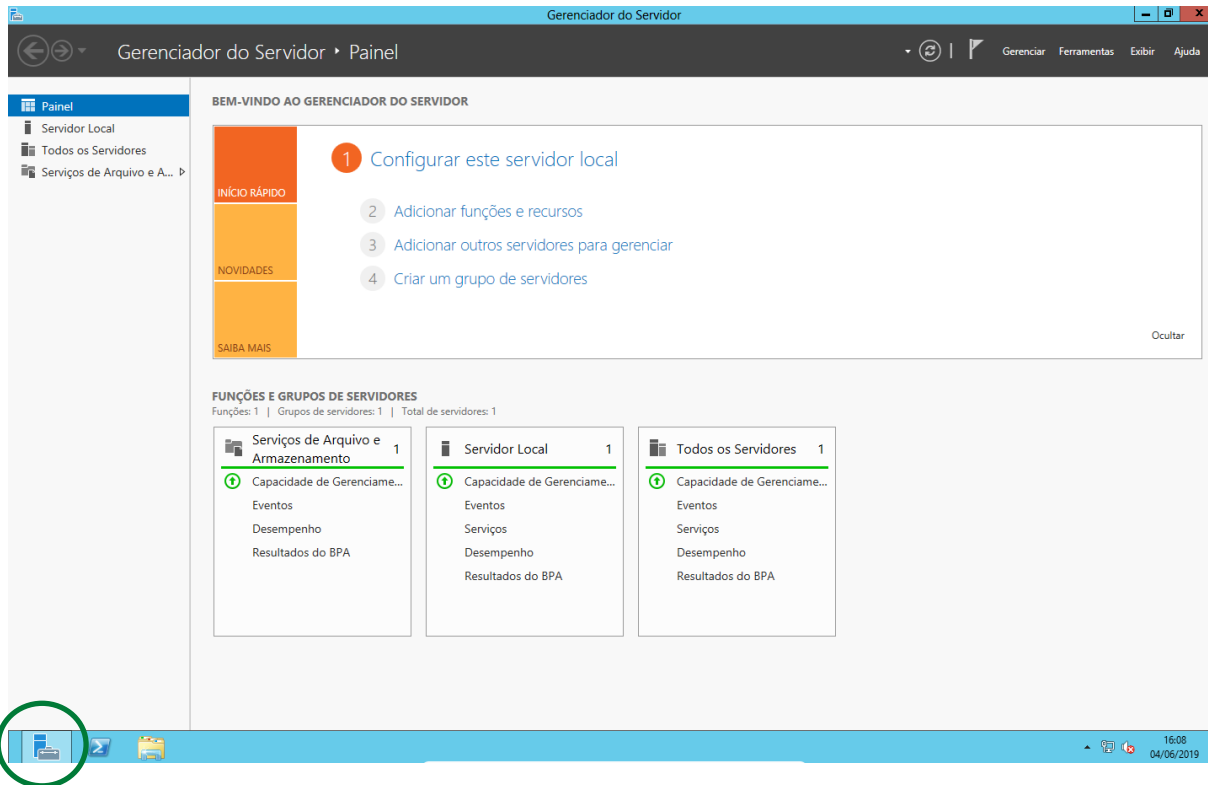 Gerenciador do Servidor
Gerenciador do Servidor ‣ Painel
Gerenciar Ferramentas Exibir Ajuda
Painel
Servidor Local
Todos os Servidores
Serviços de Arquivo e A...
BEM-VINDO AO GERENCIADOR DO SERVIDOR
INÍCIO RÁPIDO
NOVIDADES
SAIBA MAIS
1 Configurar este servidor local
2 Adicionar funções e recursos
3 Adicionar outros servidores para gerenciar
4 Criar um grupo de servidores
Ocultar
FUNÇÕES E GRUPOS DE SERVIDORES
Funções: 1 | Grupos de servidores: 1 | Total de servidores: 1
Serviços de Arquivo e
Armazenamento 1
Capacidade de Gerenciame...
Eventos
Desempenho
Resultados do BPA
Servidor Local 1
Capacidade de Gerenciame...
Eventos
Serviços
Desempenho
Resultados do BPA
Todos os Servidores 1
Capacidade de Gerenciame...
Eventos
Serviços
Desempenho
Resultados do BPA
16:08
04/06/2019